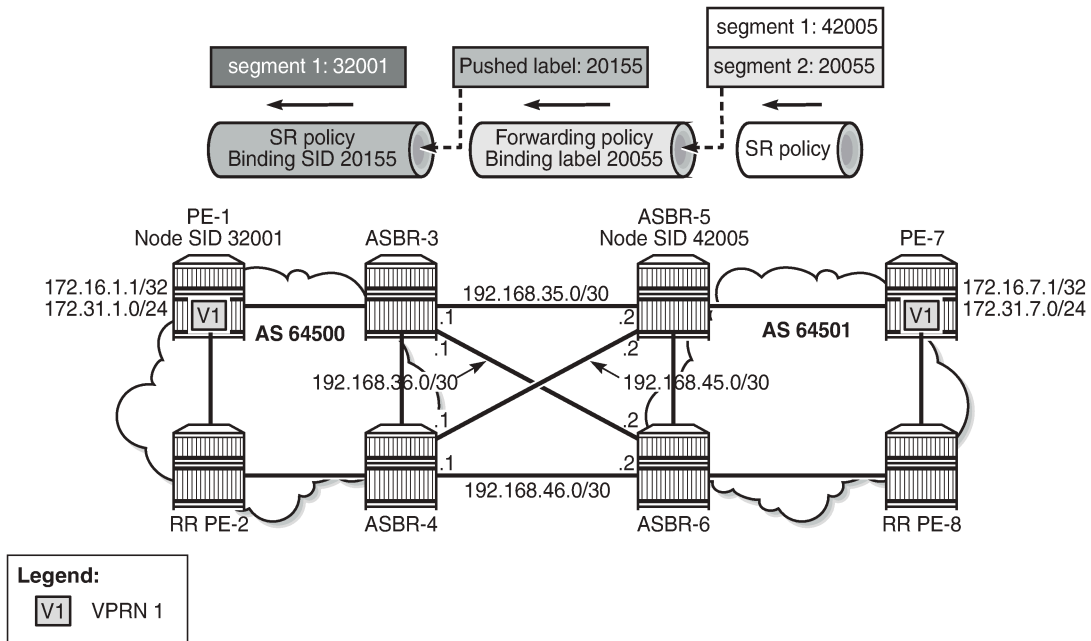 segment 1: 32001
Pushed label: 20155
segment 1: 42005
segment 2: 20055
SR policy
Binding SID 20155
Forwarding policy
Binding label 20055
SR policy
PE-1
Node SID 32001
ASBR-3
ASBR-5
Node SID 42005
PE-7
172.16.1.1/32
172.31.1.0/24
V1
AS 64500
192.168.35.0/30
.1
.2
AS 64501
V1
172.16.7.1/32
172.31.7.0/24
.1
.2
192.168.36.0/30
192.168.45.0/30
.1
.2
.1
.2
192.168.46.0/30
RR PE-2
ASBR-4
ASBR-6
RR PE-8
Legend:
V1 VPRN 1